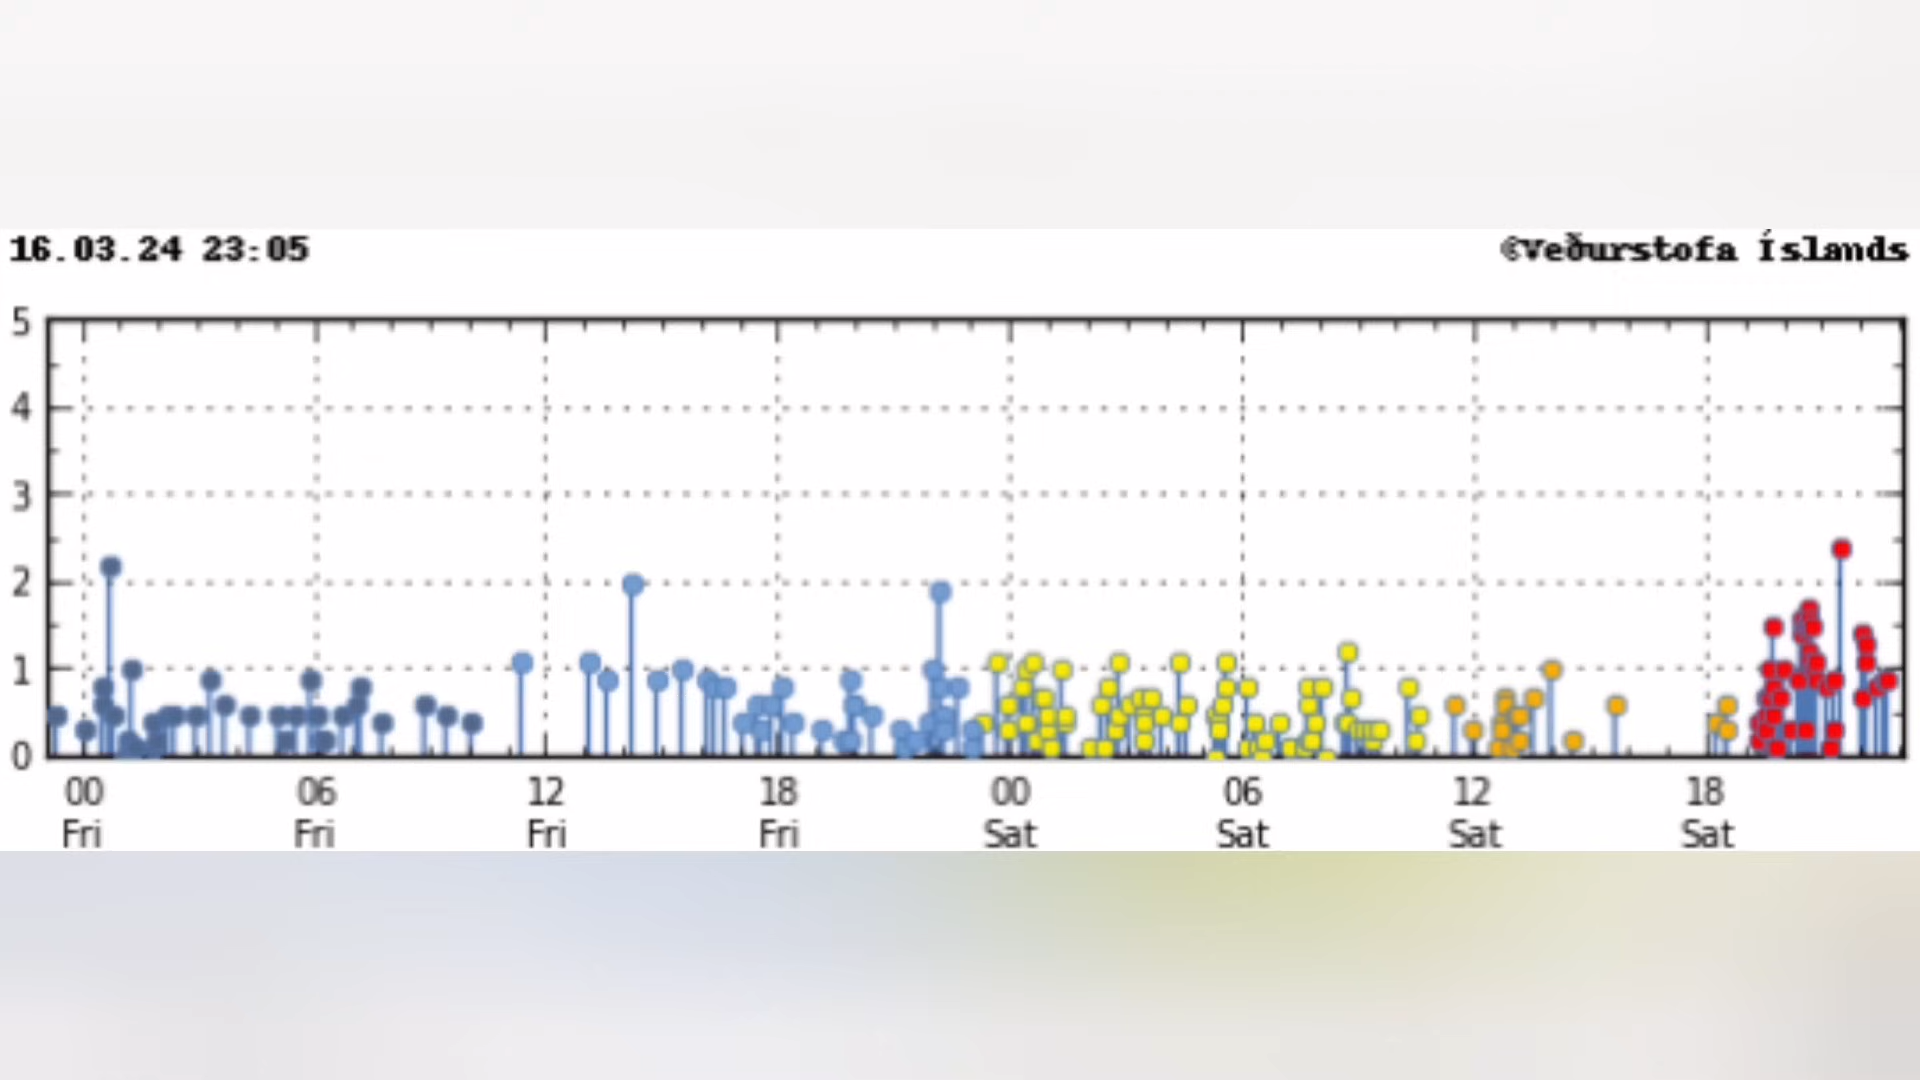 16.03.24 23:05
©Veðurstofa Íslands
5
4
3
2
1
0
00 06 12 18 00 06 12 18
Fri Fri Fri Fri Sat Sat Sat Sat